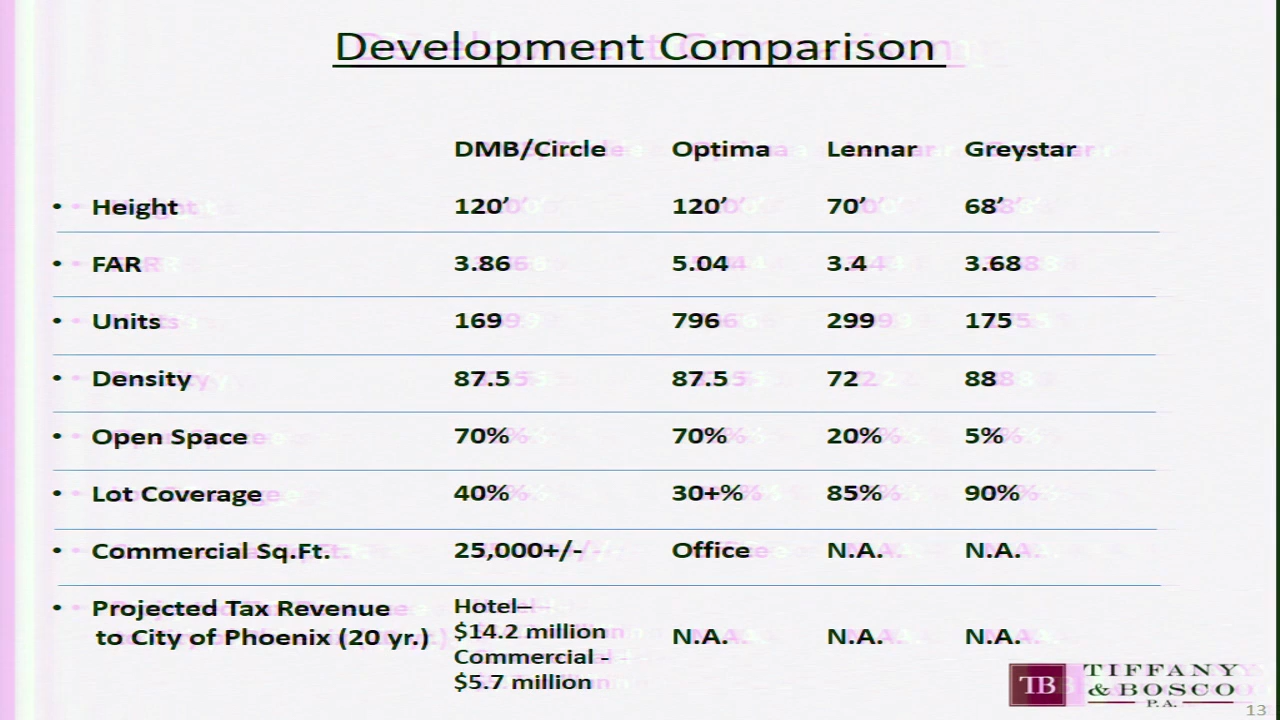 Development Comparison
DMB/Circle Optima Lennar Greystar
• Height 120’ 120’ 70’ 68’
• FAR 3.86 5.04 3.4 3.68
• Units 169 796 299 175
• Density 87.5 87.5 72 88
• Open Space 70% 70% 20% 5%
• Lot Coverage 40% 30+% 85% 90%
• Commercial Sq.Ft. 25,000+/- Office N.A. N.A.
• Projected Tax Revenue
to City of Phoenix (20 yr.)
Hotel–
$14.2 million
Commercial -
$5.7 million
N.A. N.A. N.A.
TB TIFFANY
& BOSCO
P.A.
13